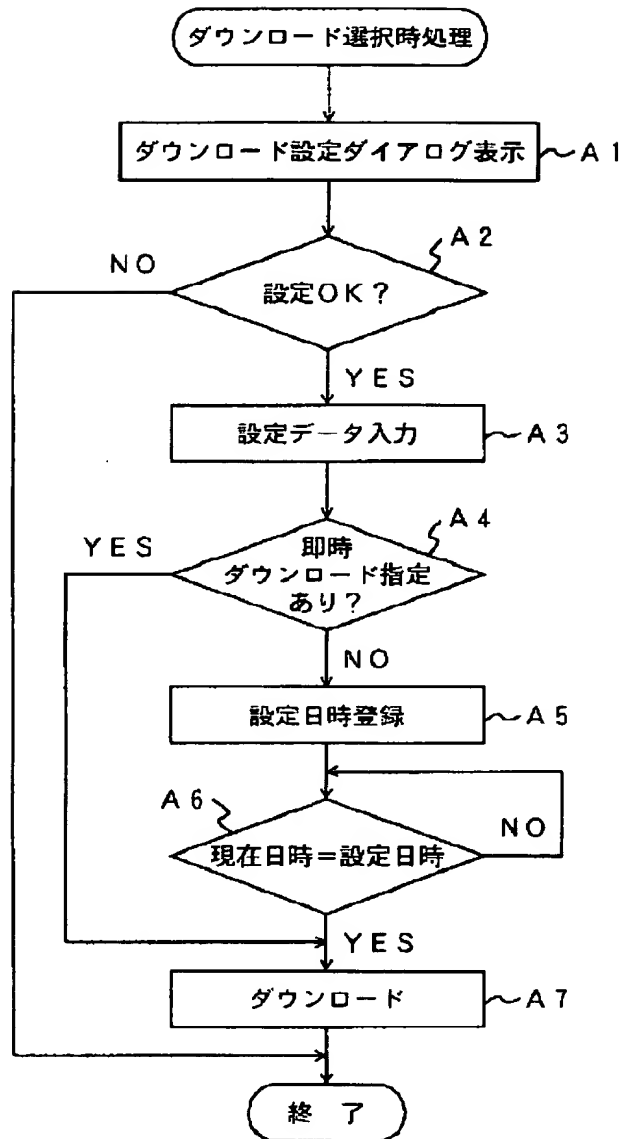 ダウンロード選択時処理
ダウンロード設定ダイアログ表示
A1
A2
NO
設定OK?
YES
設定データ入力
A3
A4
YES
即時
ダウンロード指定
あり?
NO
設定日時登録
A5
A6
NO
現在日時=設定日時
YES
ダウンロード
A7
終了